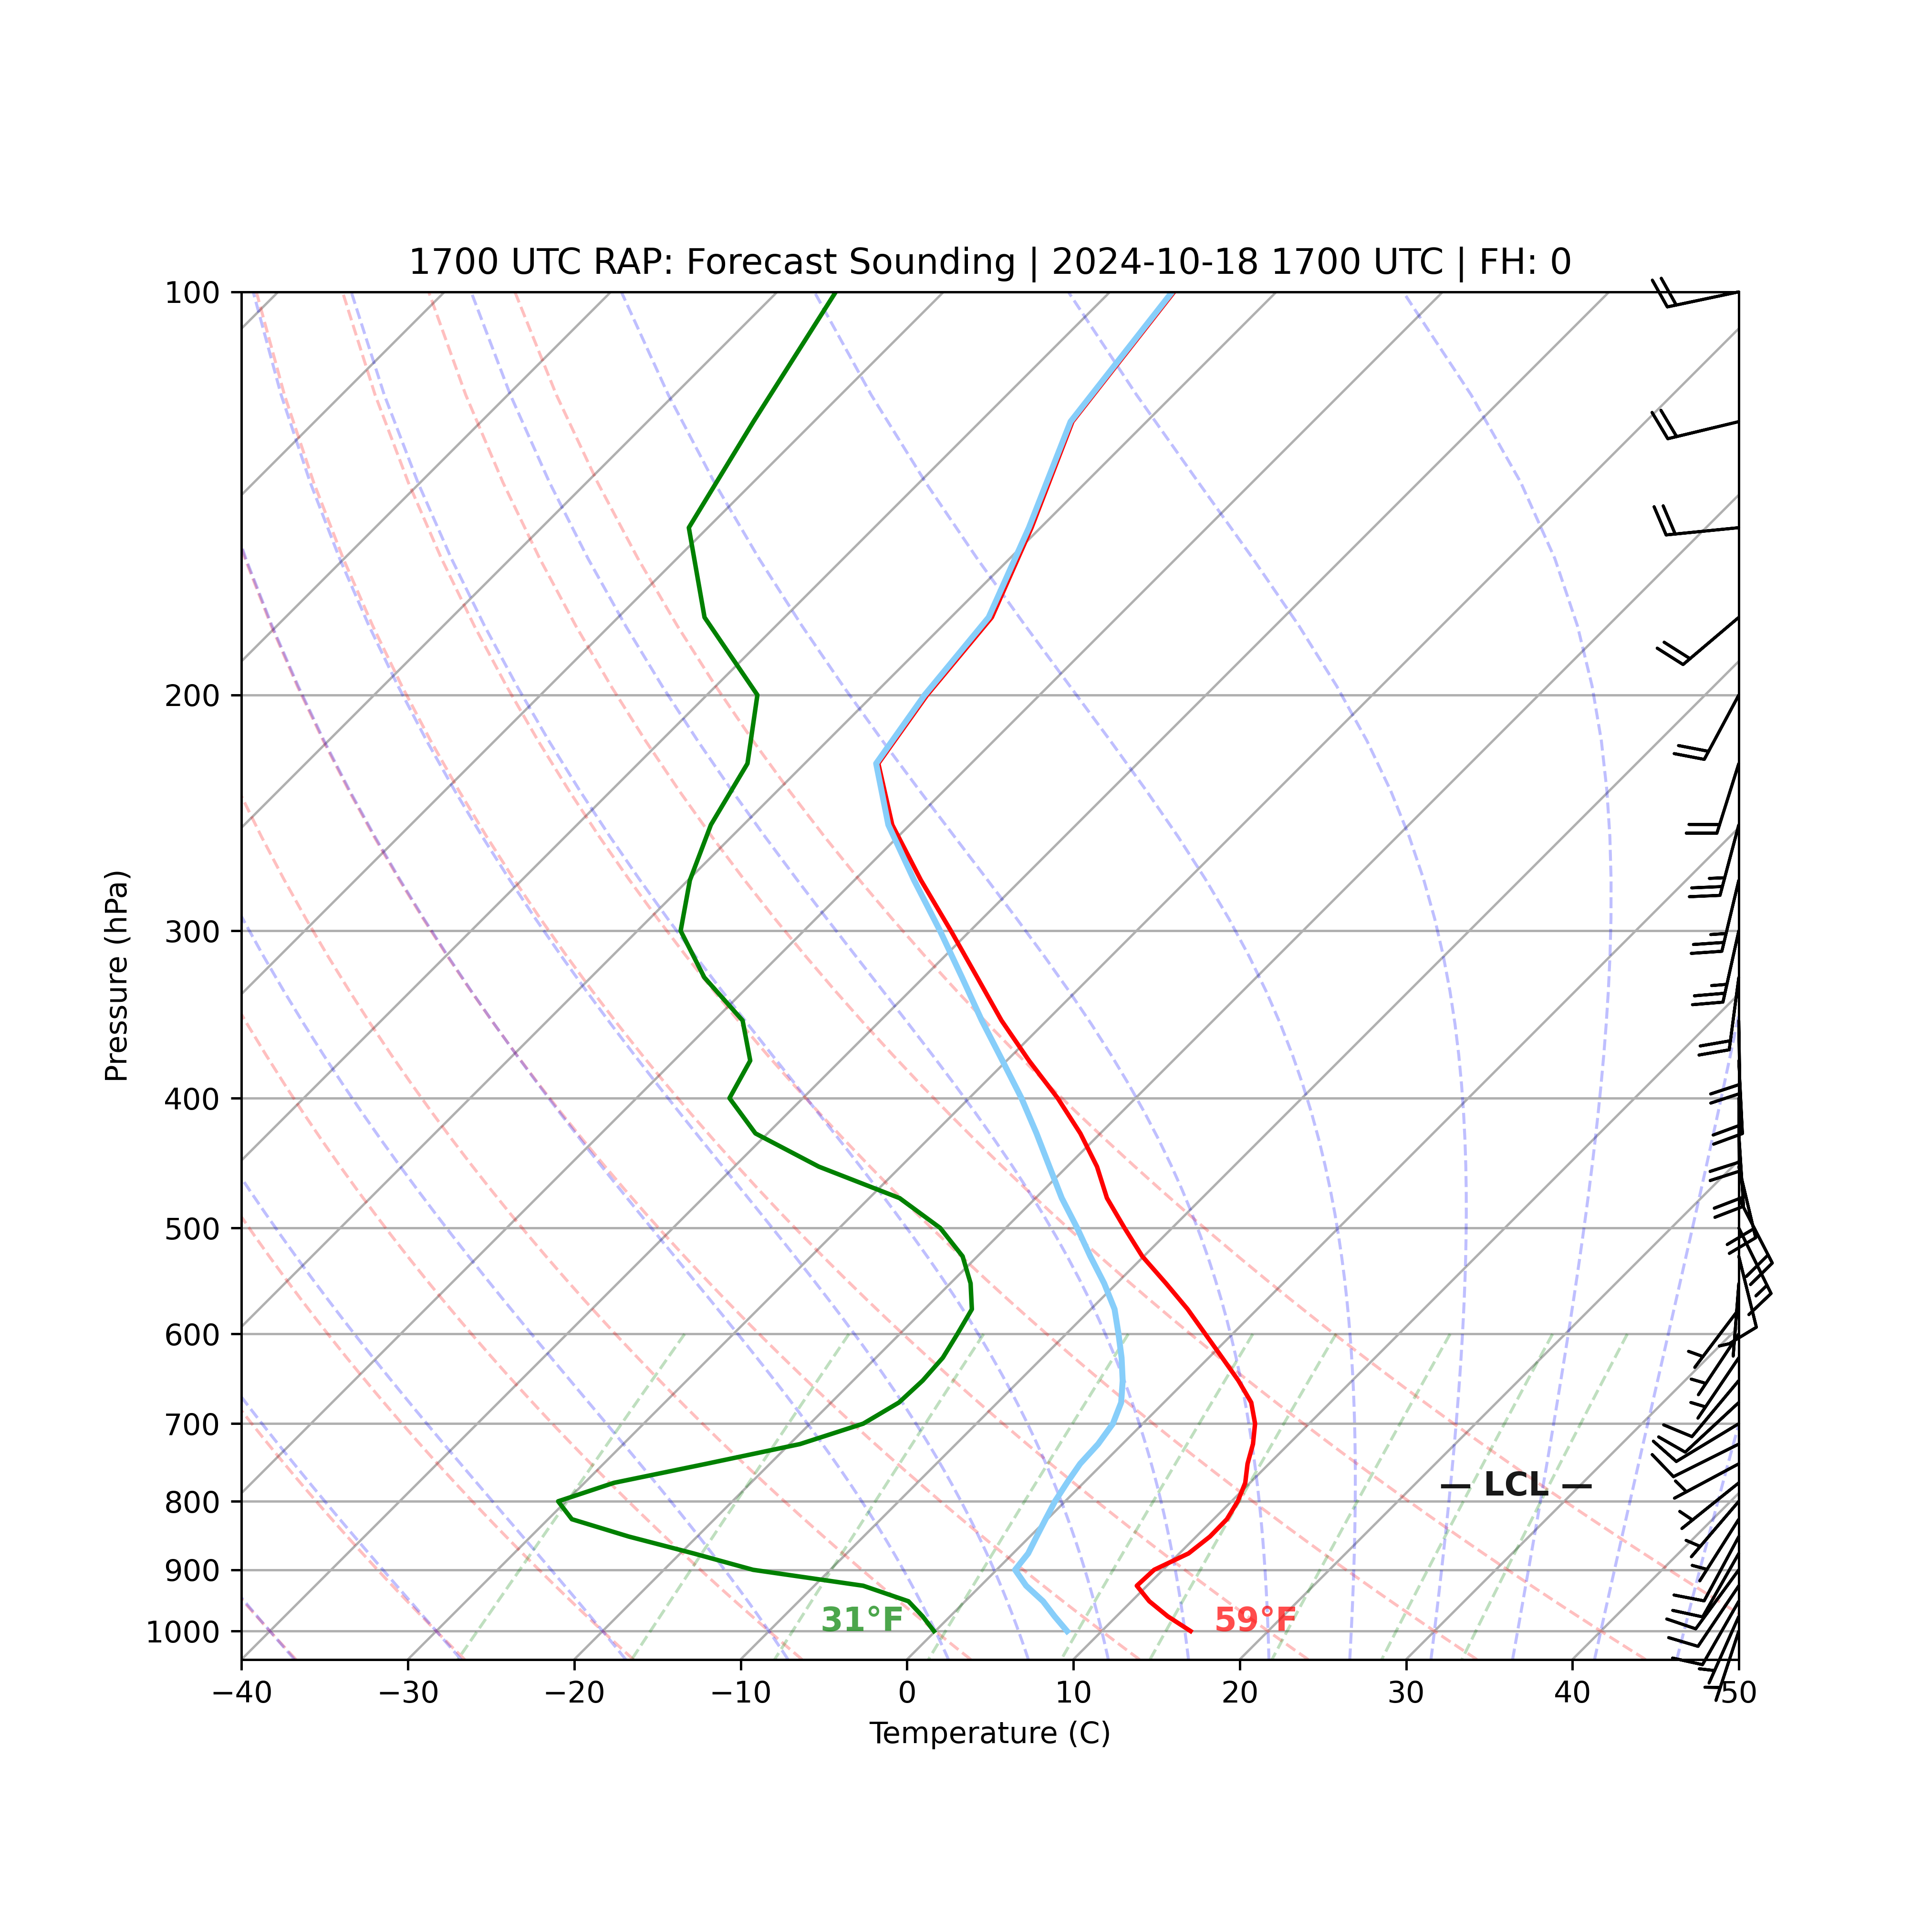 1700 UTC RAP: Forecast Sounding | 2024-10-18 1700 UTC | FH: 0
100
200
300
400
500
600
700
800
900
1000
Pressure (hPa)
— LCL —
31°F
59°F
−40 −30 −20 −10 0 10 20 30 40 50
Temperature (C)